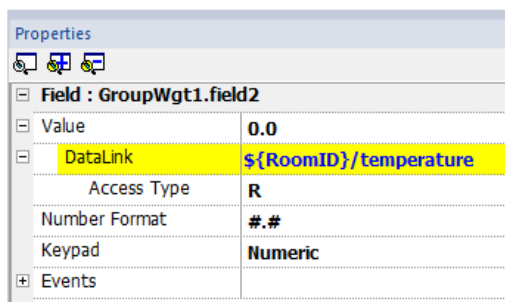 Properties
Field : GroupWgt1.field2
Value 0.0
DataLink ${RoomID}/temperature
Access Type R
Number Format #.#
Keypad Numeric
Events